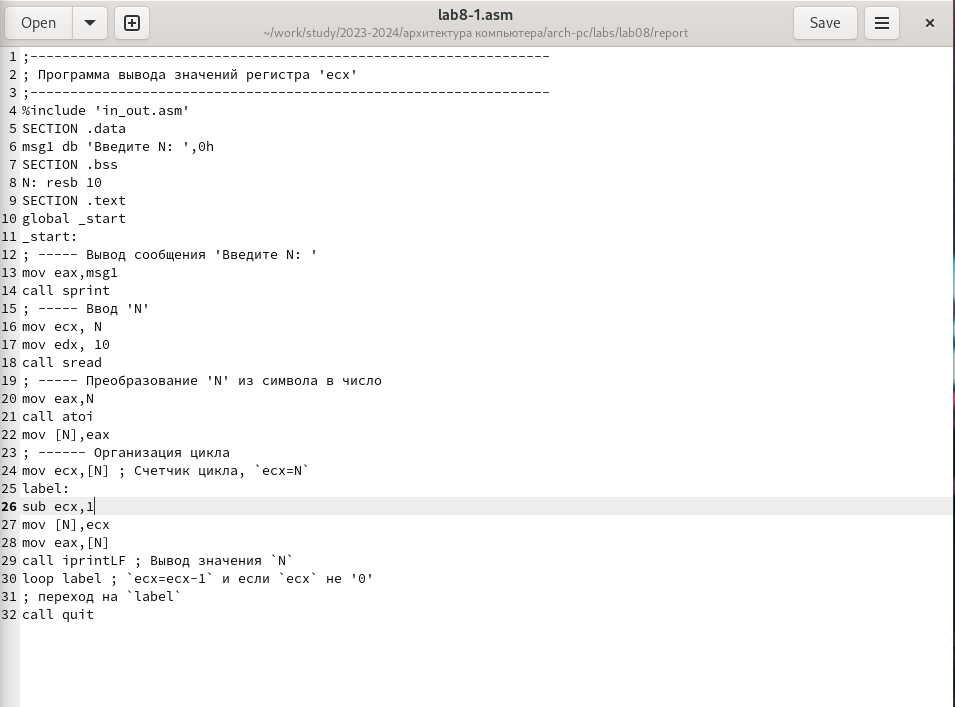 Open
lab8-1.asm
~/work/study/2023-2024/архитектура компьютера/arch-pc/labs/lab08/report
Save
1 ;-----------------------------------------------------------------
2 ; Программа вывода значений регистра 'ecx'
3 ;-----------------------------------------------------------------
4 %include 'in_out.asm'
5 SECTION .data
6 msg1 db 'Введите N: ',0h
7 SECTION .bss
8 N: resb 10
9 SECTION .text
10 global _start
11 _start:
12 ; ----- Вывод сообщения 'Введите N: '
13 mov eax,msg1
14 call sprint
15 ; ----- Ввод 'N'
16 mov ecx, N
17 mov edx, 10
18 call sread
19 ; ----- Преобразование 'N' из символа в число
20 mov eax,N
21 call atoi
22 mov [N],eax
23 ; ------ Организация цикла
24 mov ecx,[N] ; Счетчик цикла, `ecx=N`
25 label:
26 sub ecx,1
27 mov [N],ecx
28 mov eax,[N]
29 call iprintLF ; Вывод значения `N`
30 loop label ; `ecx=ecx-1` и если `ecx` не '0'
31 ; переход на `label`
32 call quit